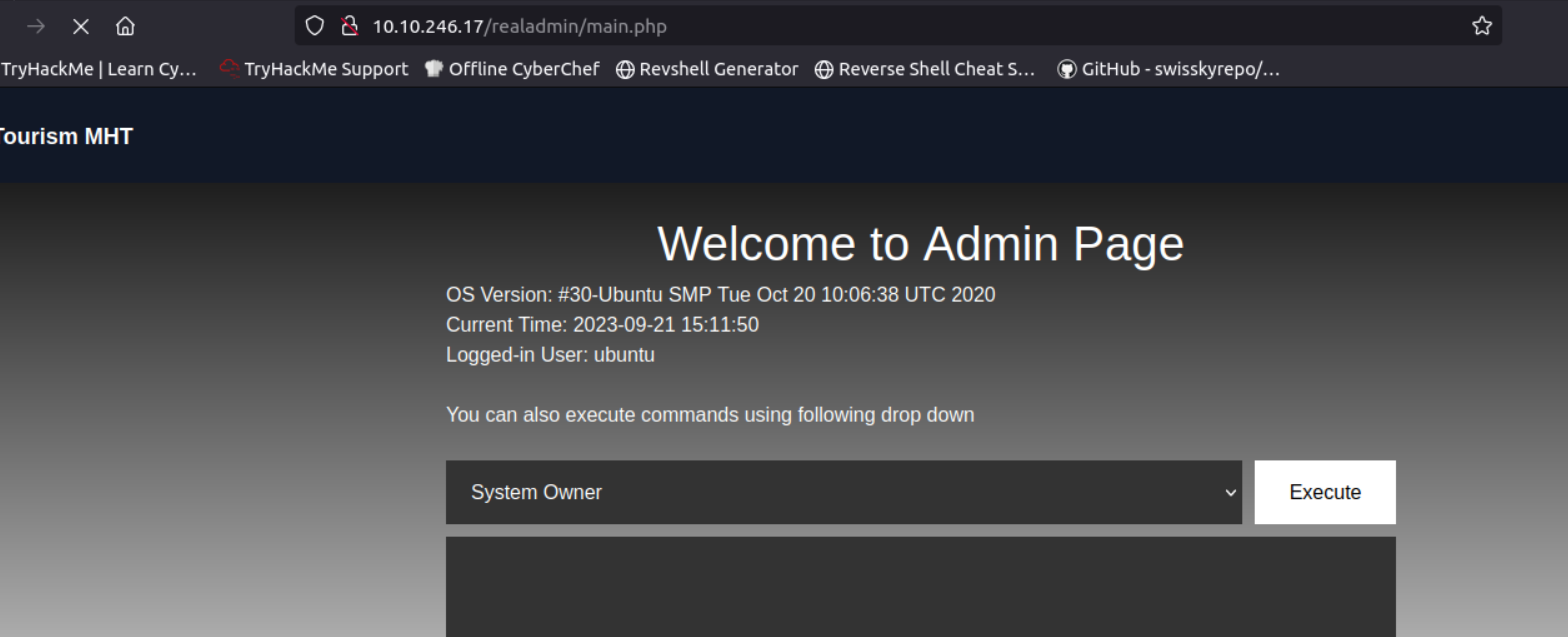 10.10.246.17/realadmin/main.php
TryHackMe | Learn Cy… TryHackMe Support Offline CyberChef Revshell Generator Reverse Shell Cheat S… GitHub - swisskyrepo/…
Tourism MHT
Welcome to Admin Page
OS Version: #30-Ubuntu SMP Tue Oct 20 10:06:38 UTC 2020
Current Time: 2023-09-21 15:11:50
Logged-in User: ubuntu
You can also execute commands using following drop down
System Owner Execute